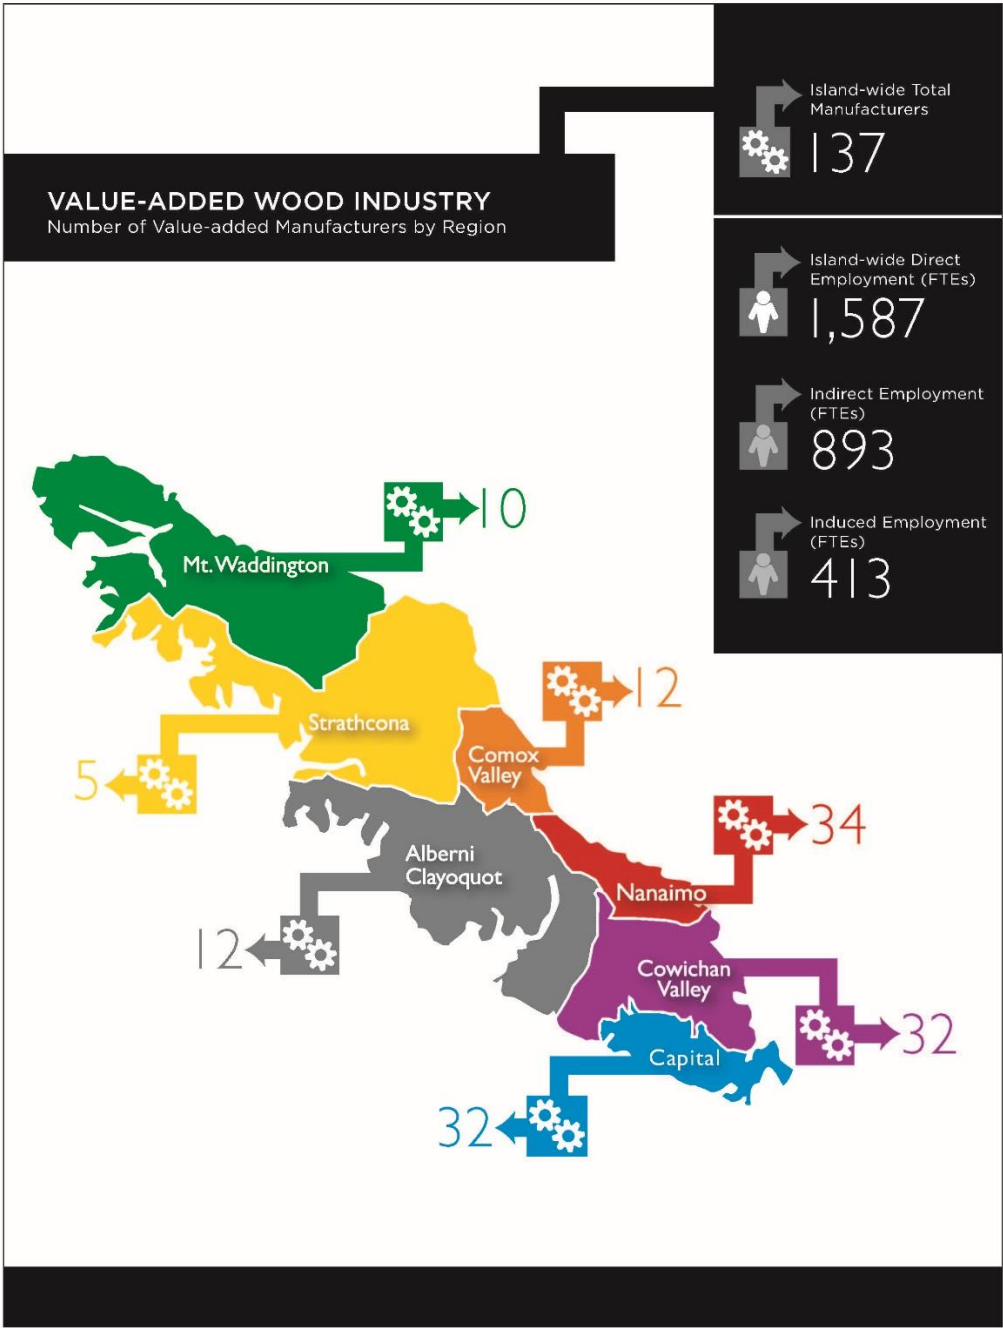 Island-wide Total
Manufacturers
137
VALUE-ADDED WOOD INDUSTRY
Number of Value-added Manufacturers by Region
Island-wide Direct
Employment (FTEs)
1,587
Indirect Employment
(FTEs)
893
Induced Employment
(FTEs)
413
10
Mt. Waddington
12
Strathcona
Comox
Valley
5
34
Alberni
Clayoquot
Nanaimo
12
Cowichan
Valley
32
Capital
32